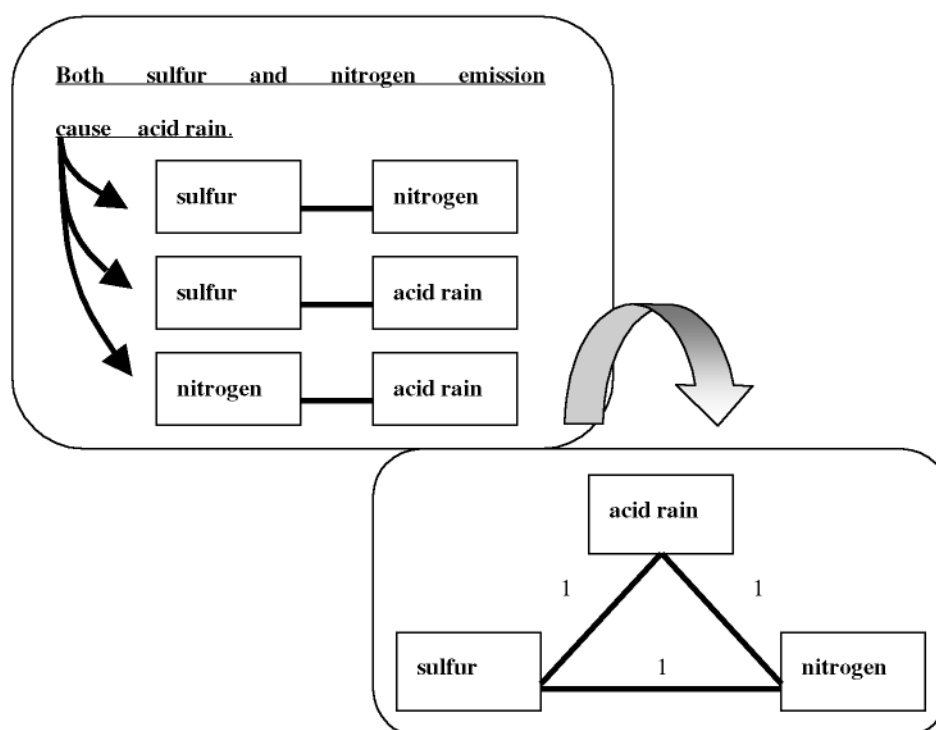 Both sulfur and nitrogen emission
cause acid rain.
sulfur nitrogen
sulfur acid rain
nitrogen acid rain
acid rain
1 1
1
sulfur nitrogen